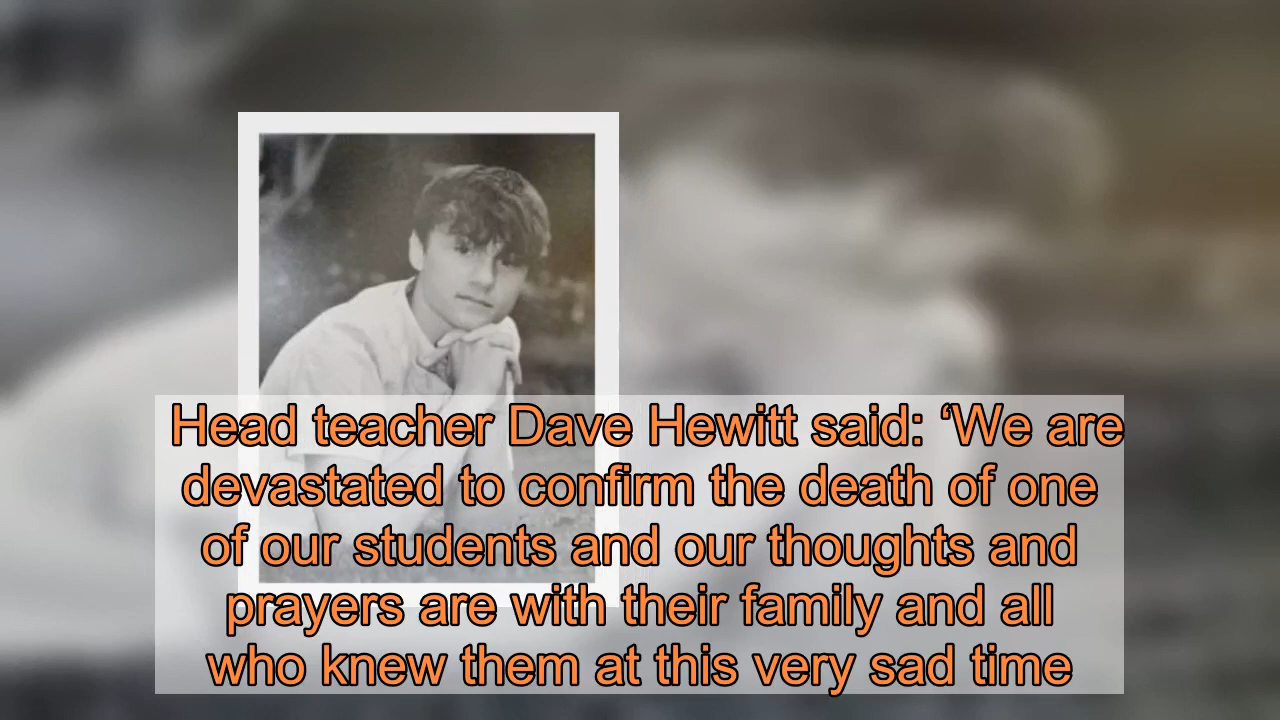 Head teacher Dave Hewitt said: ‘We are
devastated to confirm the death of one
of our students and our thoughts and
prayers are with their family and all
who knew them at this very sad time